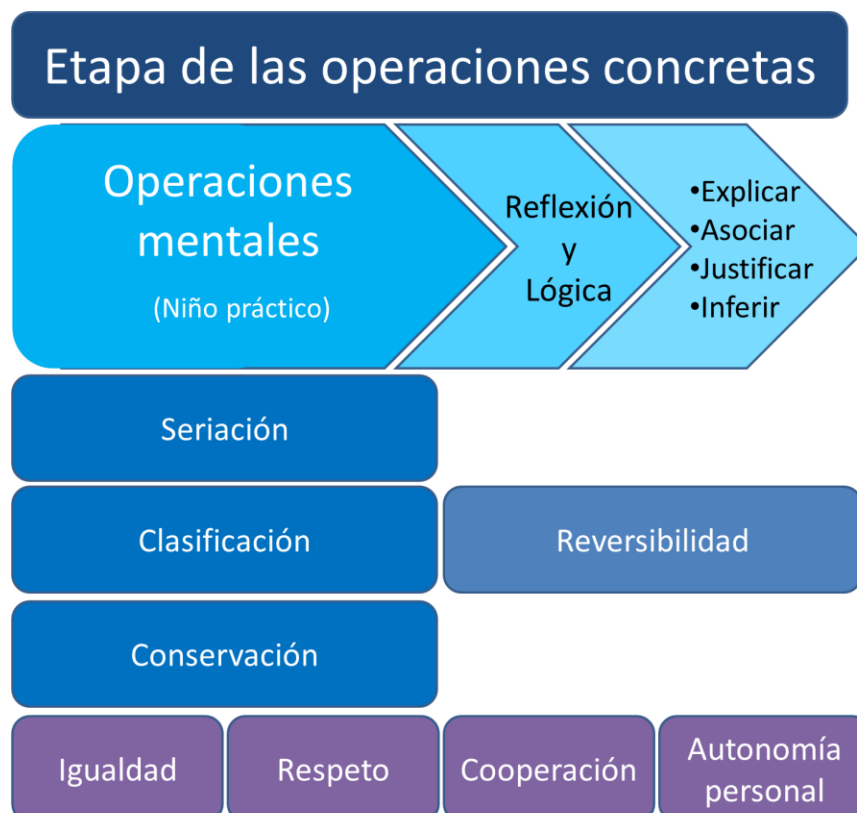 Etapa de las operaciones concretas
Operaciones
mentales
(Niño práctico)
Reflexión
y
Lógica
•Explicar
•Asociar
•Justificar
•Inferir
Seriación
Clasificación
Reversibilidad
Conservación
Igualdad
Respeto
Cooperación
Autonomía
personal